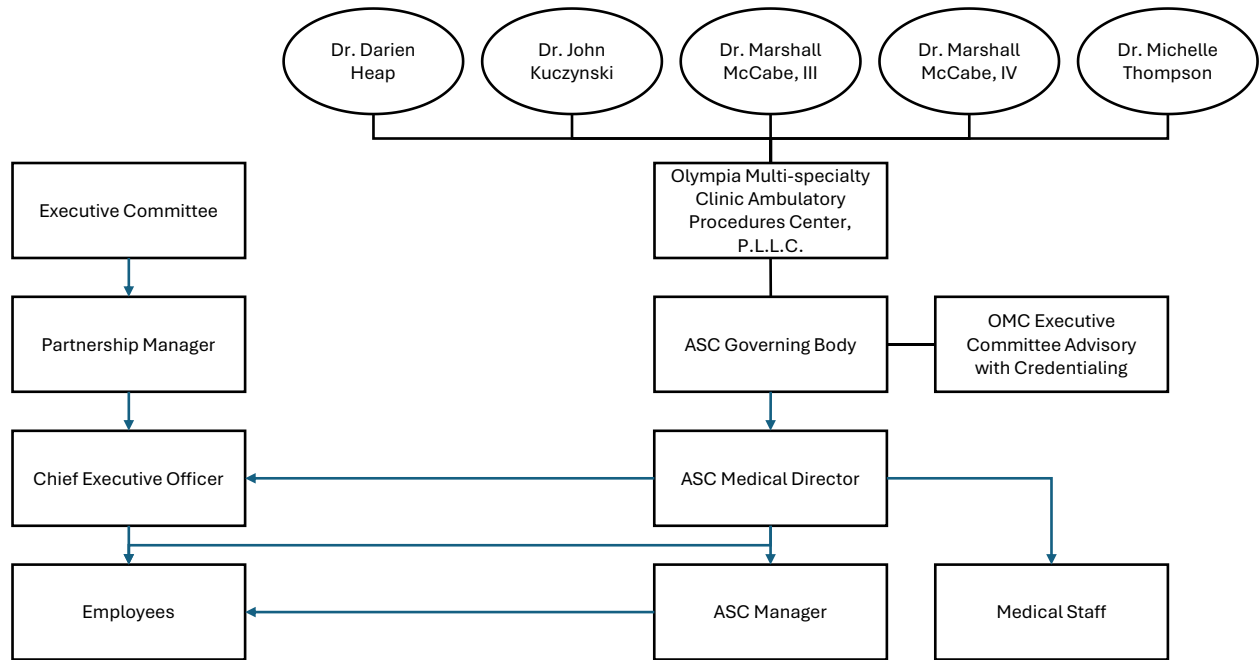 Dr. Darien
Heap
Dr. John
Kuczynski
Dr. Marshall
McCabe, III
Dr. Marshall
McCabe, IV
Dr. Michelle
Thompson
Executive Committee
Olympia Multi-specialty
Clinic Ambulatory
Procedures Center,
P.L.L.C.
Partnership Manager
ASC Governing Body
OMC Executive
Committee Advisory
with Credentialing
Chief Executive Officer
ASC Medical Director
Employees
ASC Manager
Medical Staff